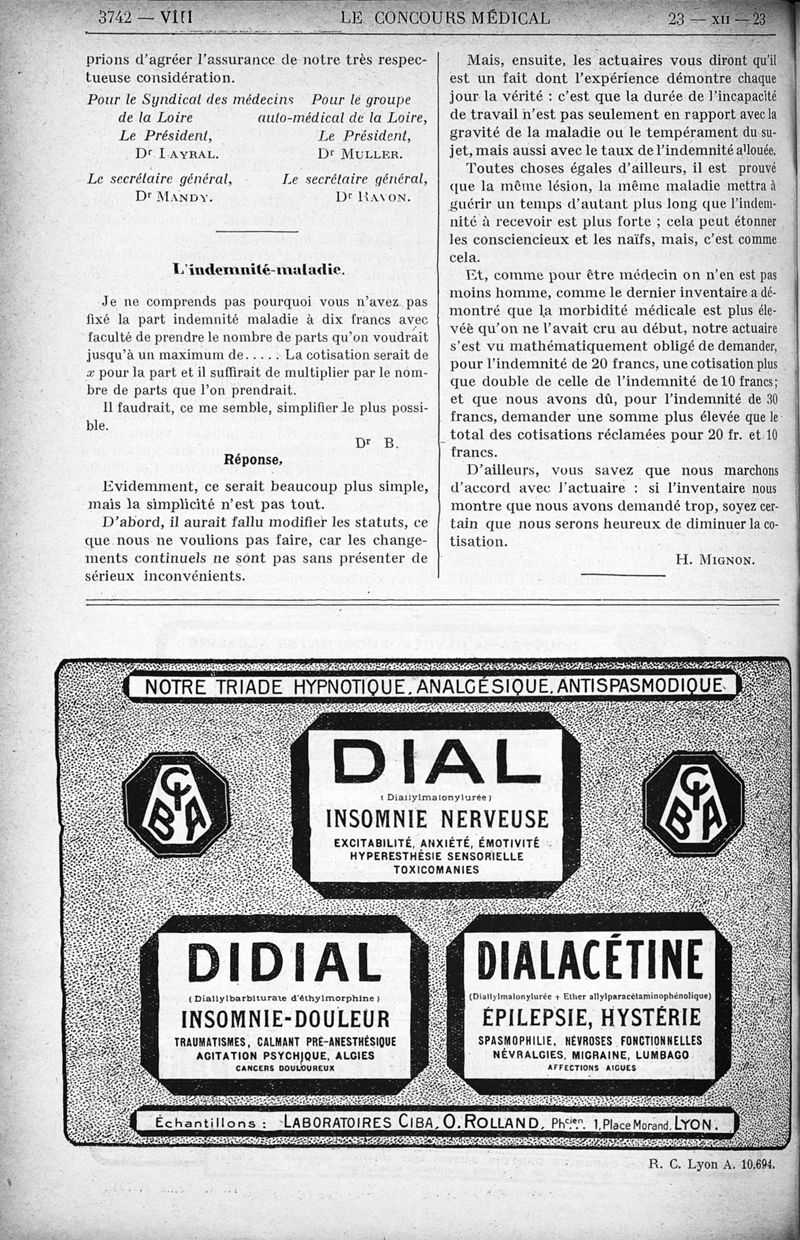 3742 — VIII
LE CONCOURS MÉDICAL
23 — XII — 23
prions d'agréer l'assurance de notre très respec-
tueuse considération.
Pour le Syndicat des médecins Pour le groupe
de la Loire auto-médical de la Loire,
Le Président, Le Président,
Dr LAYRAL. Dr MULLER.
Le secrétaire général, Le secrétaire général,
Dr MANDY. Dr RAVON.
L'indemnité-maladie.
Je ne comprends pas pourquoi vous n'avez pas
fixé la part indemnité maladie à dix francs avec
faculté de prendre le nombre de parts qu'on voudrait
jusqu'à un maximum de..... La cotisation serait de
x pour la part et il suffirait de multiplier par le nom-
bre de parts que l'on prendrait.
Il faudrait, ce me semble, simplifier le plus possi-
ble.
Dr B.
Réponse,
Evidemment, ce serait beaucoup plus simple,
mais la simplicité n'est pas tout.
D'abord, il aurait fallu modifier les statuts, ce
que nous ne voulions pas faire, car les change-
ments continuels ne sont pas sans présenter de
sérieux inconvénients.
Mais, ensuite, les actuaires vous diront qu'il
est un fait dont l'expérience démontre chaque
jour la vérité : c'est que la durée de l'incapacité
de travail n'est pas seulement en rapport avec la
gravité de la maladie ou le tempérament du su-
jet, mais aussi avec le taux de l'indemnité allouée.
Toutes choses égales d'ailleurs, il est prouvé
que la même lésion, la même maladie mettra à
guérir un temps d'autant plus long que l'indem-
nité à recevoir est plus forte ; cela peut étonner
les consciencieux et les naïfs, mais, c'est comme
cela.
Et, comme pour être médecin on n'en est pas
moins homme, comme le dernier inventaire a dé-
montré que la morbidité médicale est plus éle-
véè qu'on ne l'avait cru au début, notre actuaire
s'est vu mathématiquement obligé de demander,
pour l'indemnité de 20 francs, une cotisation plus
que double de celle de l'indemnité de 10 francs;
et que nous avons dû, pour l'indemnité de 30
francs, demander une somme plus élevée que le
total des cotisations réclamées pour 20 fr. et 10
francs.
D'ailleurs, vous savez que nous marchons
d'accord avec l'actuaire : si l'inventaire nous
montre que nous avons demandé trop, soyez cer-
tain que nous serons heureux de diminuer la co-
tisation.
H. MIGNON.
NOTRE TRIADE HYPNOTIQUE, ANALGÉSIQUE, ANTISPASMODIQUE
CIBA
DIAL
(Diallylmalonylurée)
INSOMNIE NERVEUSE
EXCITABILITÉ, ANXIÉTÉ, ÉMOTIVITÉ
HYPERESTHÉSIE SENSORIELLE
TOXICOMANIES
CIBA
DIDIAL
(Diallylbarbiturate d'éthylmorphine)
INSOMNIE-DOULEUR
TRAUMATISMES, CALMANT PRÉ-ANESTHÉSIQUE
AGITATION PSYCHIQUE, ALGIES
CANCERS DOULOUREUX
DIALACÉTINE
(Diallylmalonylurée + Ether allylparacétaminophénolique)
ÉPILEPSIE, HYSTÉRIE
SPASMOPHILIE, NÉVROSES FONCTIONNELLES
NÉVRALGIES, MIGRAINE, LUMBAGO
AFFECTIONS AIGUES
Échantillons : LABORATOIRES CIBA, O. ROLLAND, Phcien, 1, Place Morand, LYON.
R. C. Lyon A. 10.694.